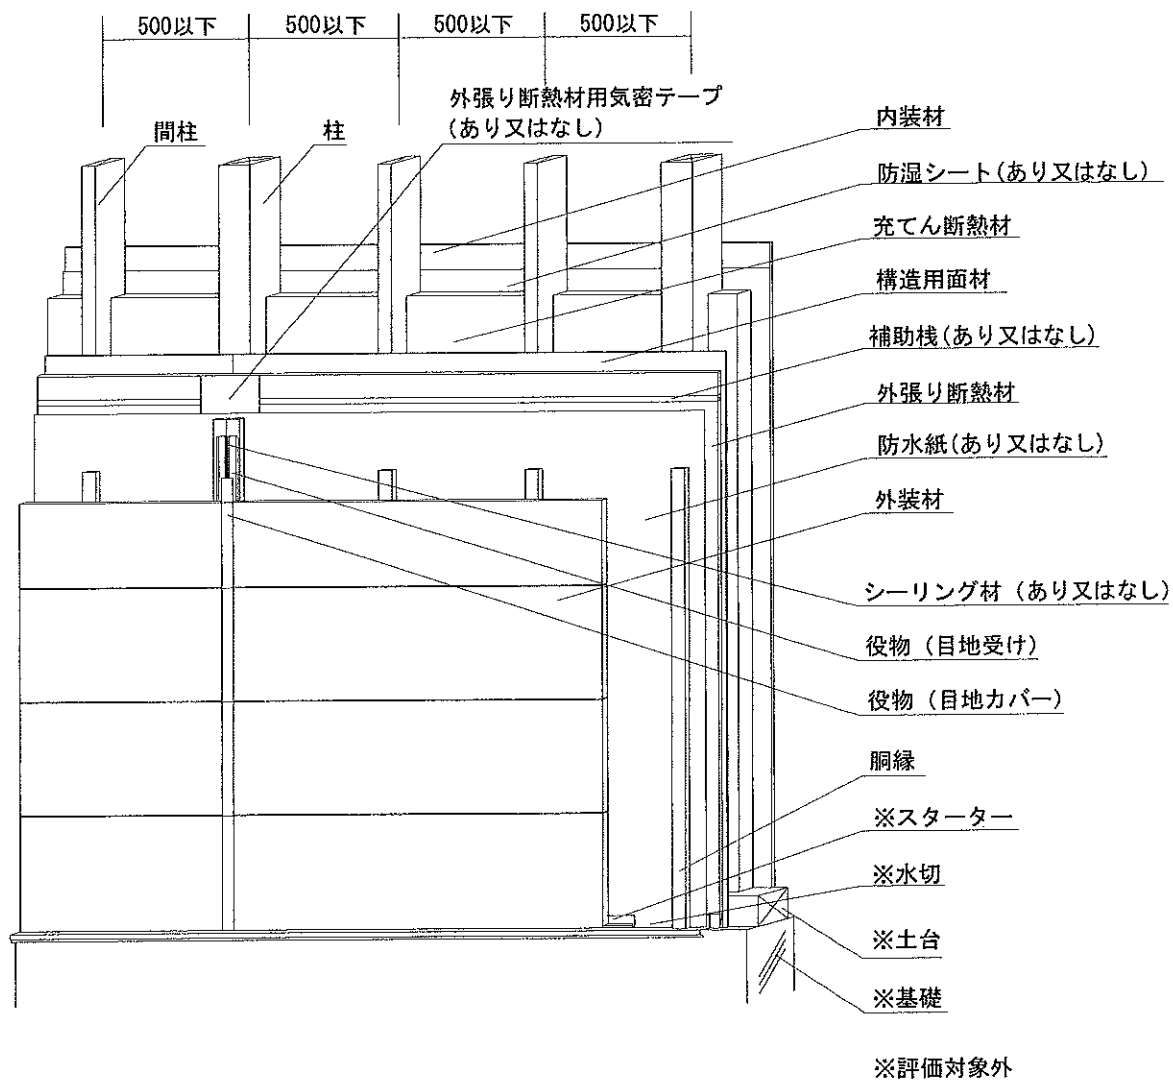 500以下
500以下
500以下
500以下
外張り断熱材用気密テープ
(あり又はなし)
間柱
柱
内装材
防湿シート(あり又はなし)
充てん断熱材
構造用面材
補助桟(あり又はなし)
外張り断熱材
防水紙(あり又はなし)
外装材
シーリング材 (あり又はなし)
役物 (目地受け)
役物 (目地カバー)
胴縁
※スターター
※水切
※土台
※基礎
※評価対象外